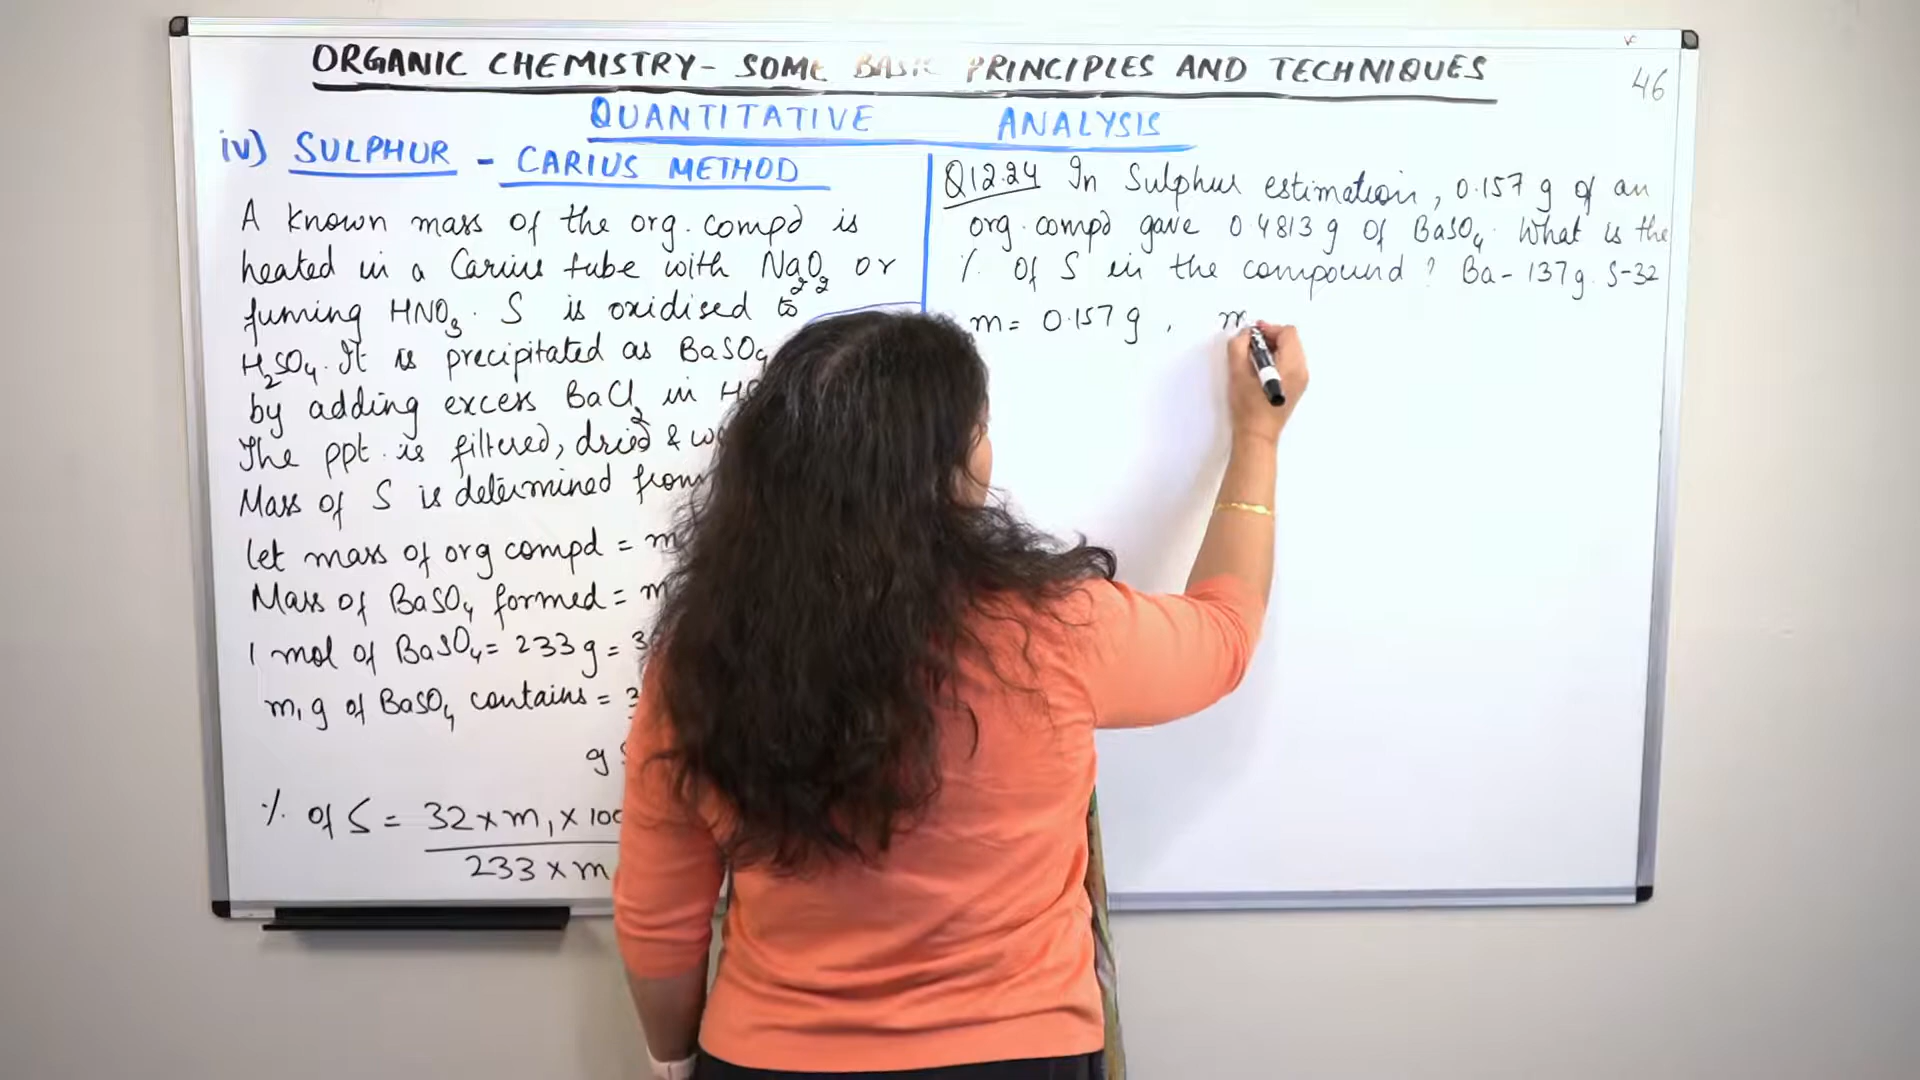 ORGANIC CHEMISTRY- SOME BASIC PRINCIPLES AND TECHNIQUES
46
QUANTITATIVE ANALYSIS
iv) SULPHUR - CARIUS METHOD
A known mass of the org. compd is
heated in a Carius tube with Na2O2 or
fuming HNO3. S is oxidised to
H2SO4. It is precipitated as BaSO4
by adding excess BaCl2 in
The ppt. is filtered, dried &
Mass of S is determined from
let mass of org compd = m
Mass of BaSO4 formed = m
1 mol of BaSO4 = 233 g = 3
m1 g of BaSO4 contains = 3
g
% of S = 32 x m1 x 100
233 x m
Q12.24 In Sulphur estimation, 0.157 g of an
org. compd gave 0.4813 g of BaSO4. What is the
% of S in the compound? Ba - 137g. S-32
m = 0.157 g, m